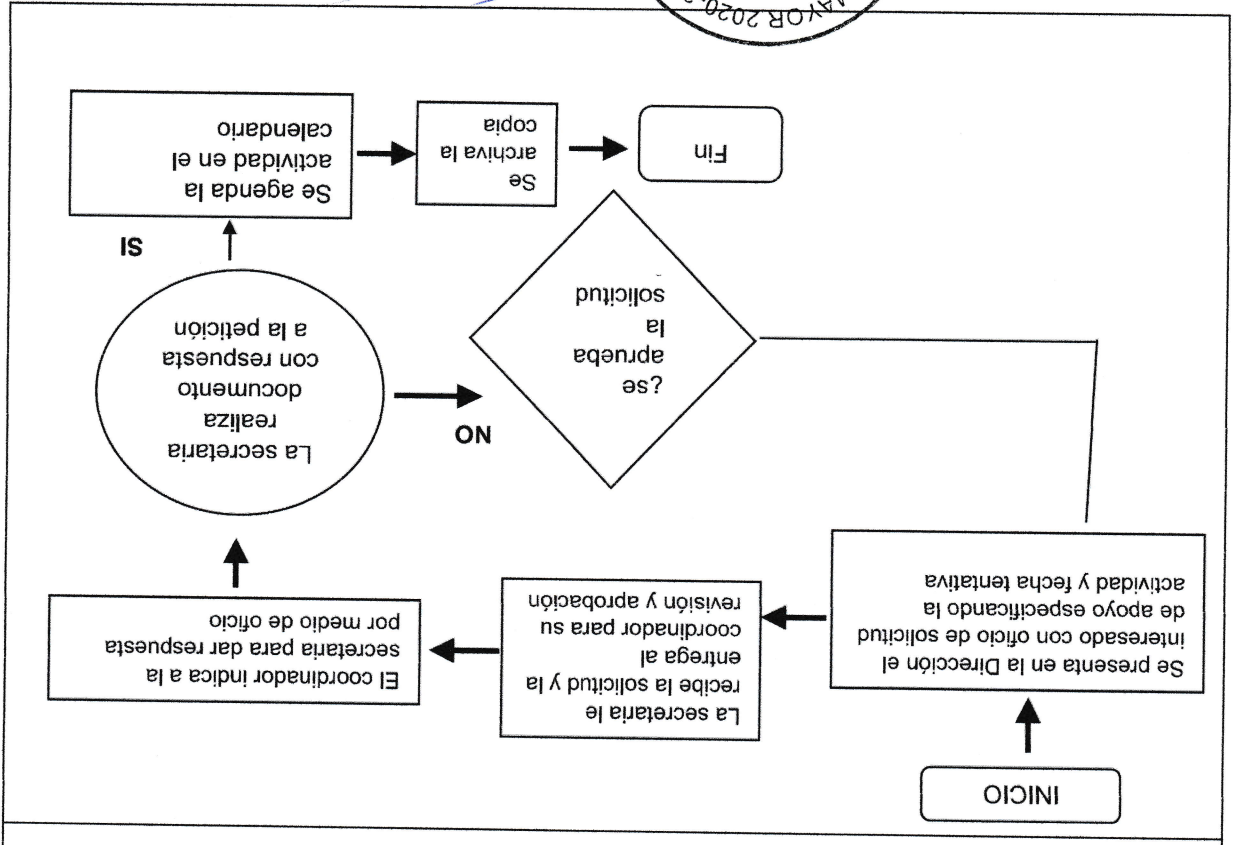 INICIO
Se presenta en la Dirección el
interesado con oficio de solicitud
de apoyo especificando la
actividad y fecha tentativa
La secretaria le
recibe la solicitud y la
entrega al
coordinador para su
revisión y aprobación
El coordinador indica a la
secretaria para dar respuesta
por medio de oficio
La secretaria
realiza
documento
con respuesta
a la petición
NO
¿se
aprueba
la
solicitud
SI
Se agenda la
actividad en el
calendario
Se
archiva la
copia
Fin
MAYOR 2020-